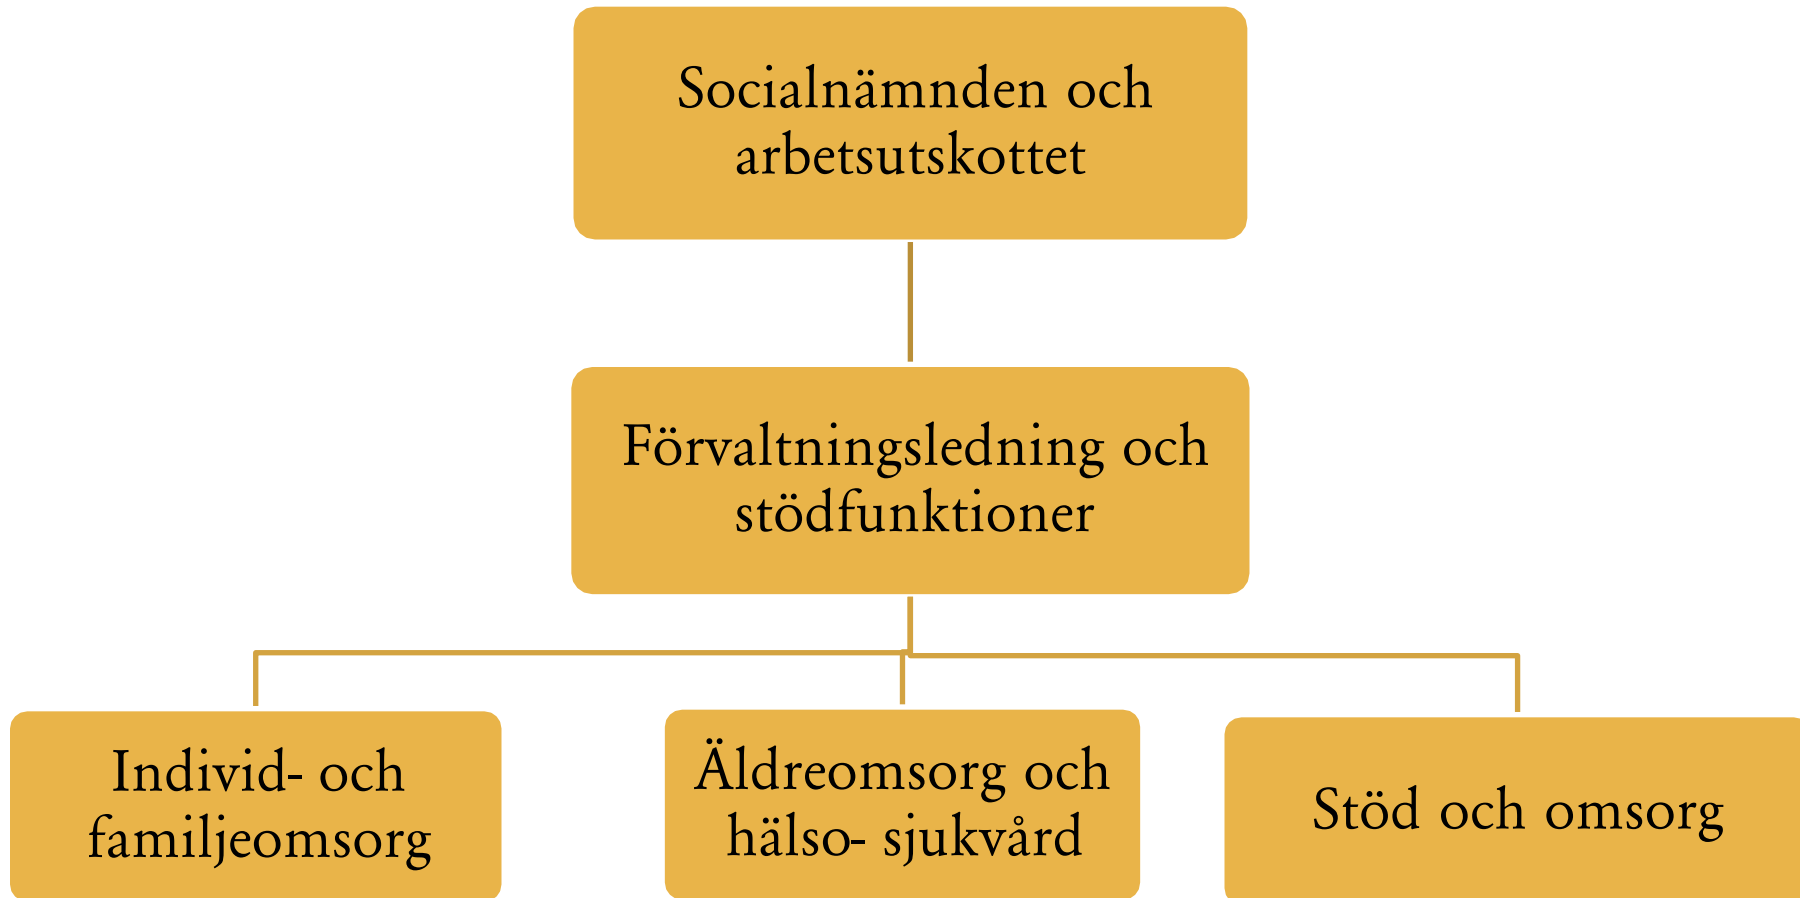 Socialnämnden och
arbetsutskottet
Förvaltningsledning och
stödfunktioner
Individ- och
familjeomsorg
Äldreomsorg och
hälso- sjukvård
Stöd och omsorg